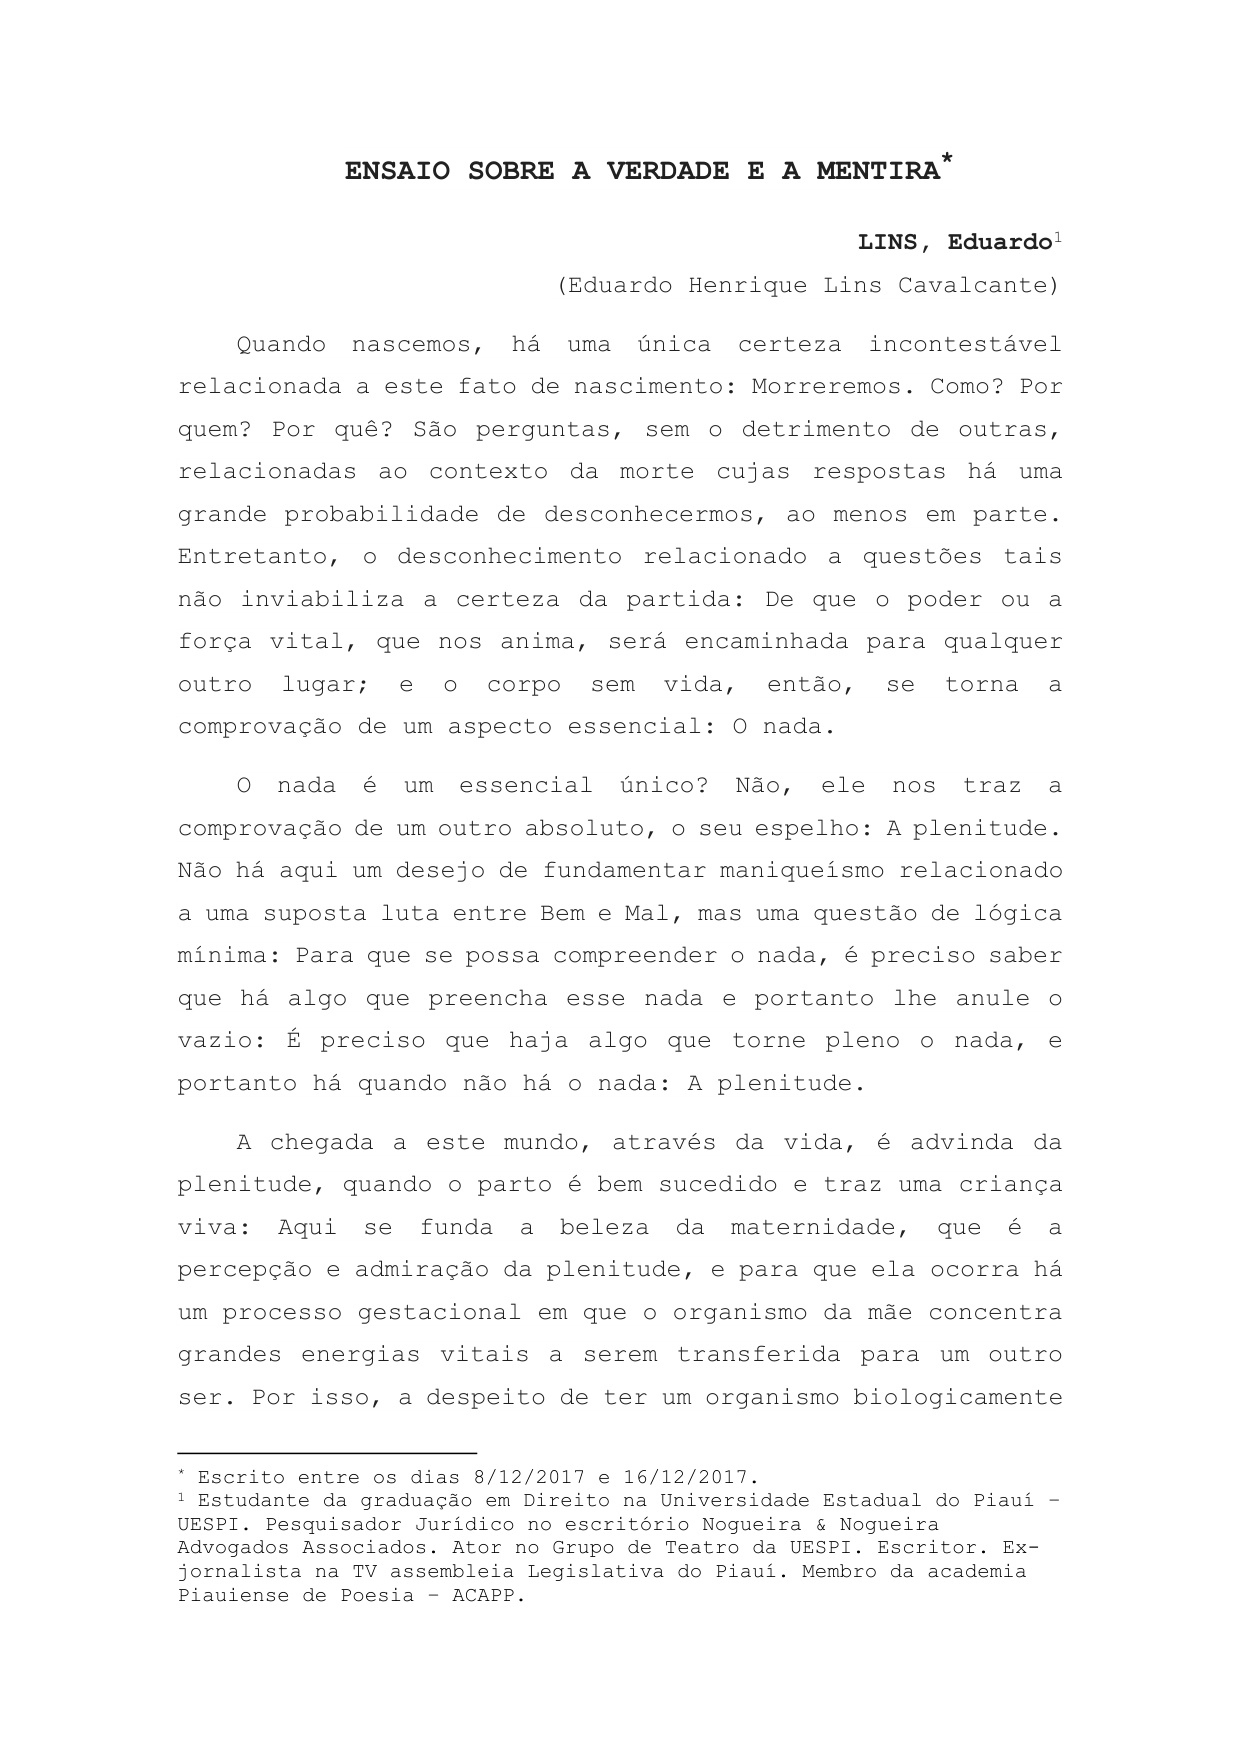 ENSAIO SOBRE A VERDADE E A MENTIRA*
LINS, Eduardo1
(Eduardo Henrique Lins Cavalcante)
Quando nascemos, há uma única certeza incontestável
relacionada a este fato de nascimento: Morreremos. Como? Por
quem? Por quê? São perguntas, sem o detrimento de outras,
relacionadas ao contexto da morte cujas respostas há uma
grande probabilidade de desconhecermos, ao menos em parte.
Entretanto, o desconhecimento relacionado a questões tais
não inviabiliza a certeza da partida: De que o poder ou a
força vital, que nos anima, será encaminhada para qualquer
outro lugar; e o corpo sem vida, então, se torna a
comprovação de um aspecto essencial: O nada.
O nada é um essencial único? Não, ele nos traz a
comprovação de um outro absoluto, o seu espelho: A plenitude.
Não há aqui um desejo de fundamentar maniqueísmo relacionado
a uma suposta luta entre Bem e Mal, mas uma questão de lógica
mínima: Para que se possa compreender o nada, é preciso saber
que há algo que preencha esse nada e portanto lhe anule o
vazio: É preciso que haja algo que torne pleno o nada, e
portanto há quando não há o nada: A plenitude.
A chegada a este mundo, através da vida, é advinda da
plenitude, quando o parto é bem sucedido e traz uma criança
viva: Aqui se funda a beleza da maternidade, que é a
percepção e admiração da plenitude, e para que ela ocorra há
um processo gestacional em que o organismo da mãe concentra
grandes energias vitais a serem transferida para um outro
ser. Por isso, a despeito de ter um organismo biologicamente
* Escrito entre os dias 8/12/2017 e 16/12/2017.
1 Estudante da graduação em Direito na Universidade Estadual do Piauí –
UESPI. Pesquisador Jurídico no escritório Nogueira & Nogueira
Advogados Associados. Ator no Grupo de Teatro da UESPI. Escritor. Ex-
jornalista na TV assembleia Legislativa do Piauí. Membro da academia
Piauiense de Poesia – ACAPP.